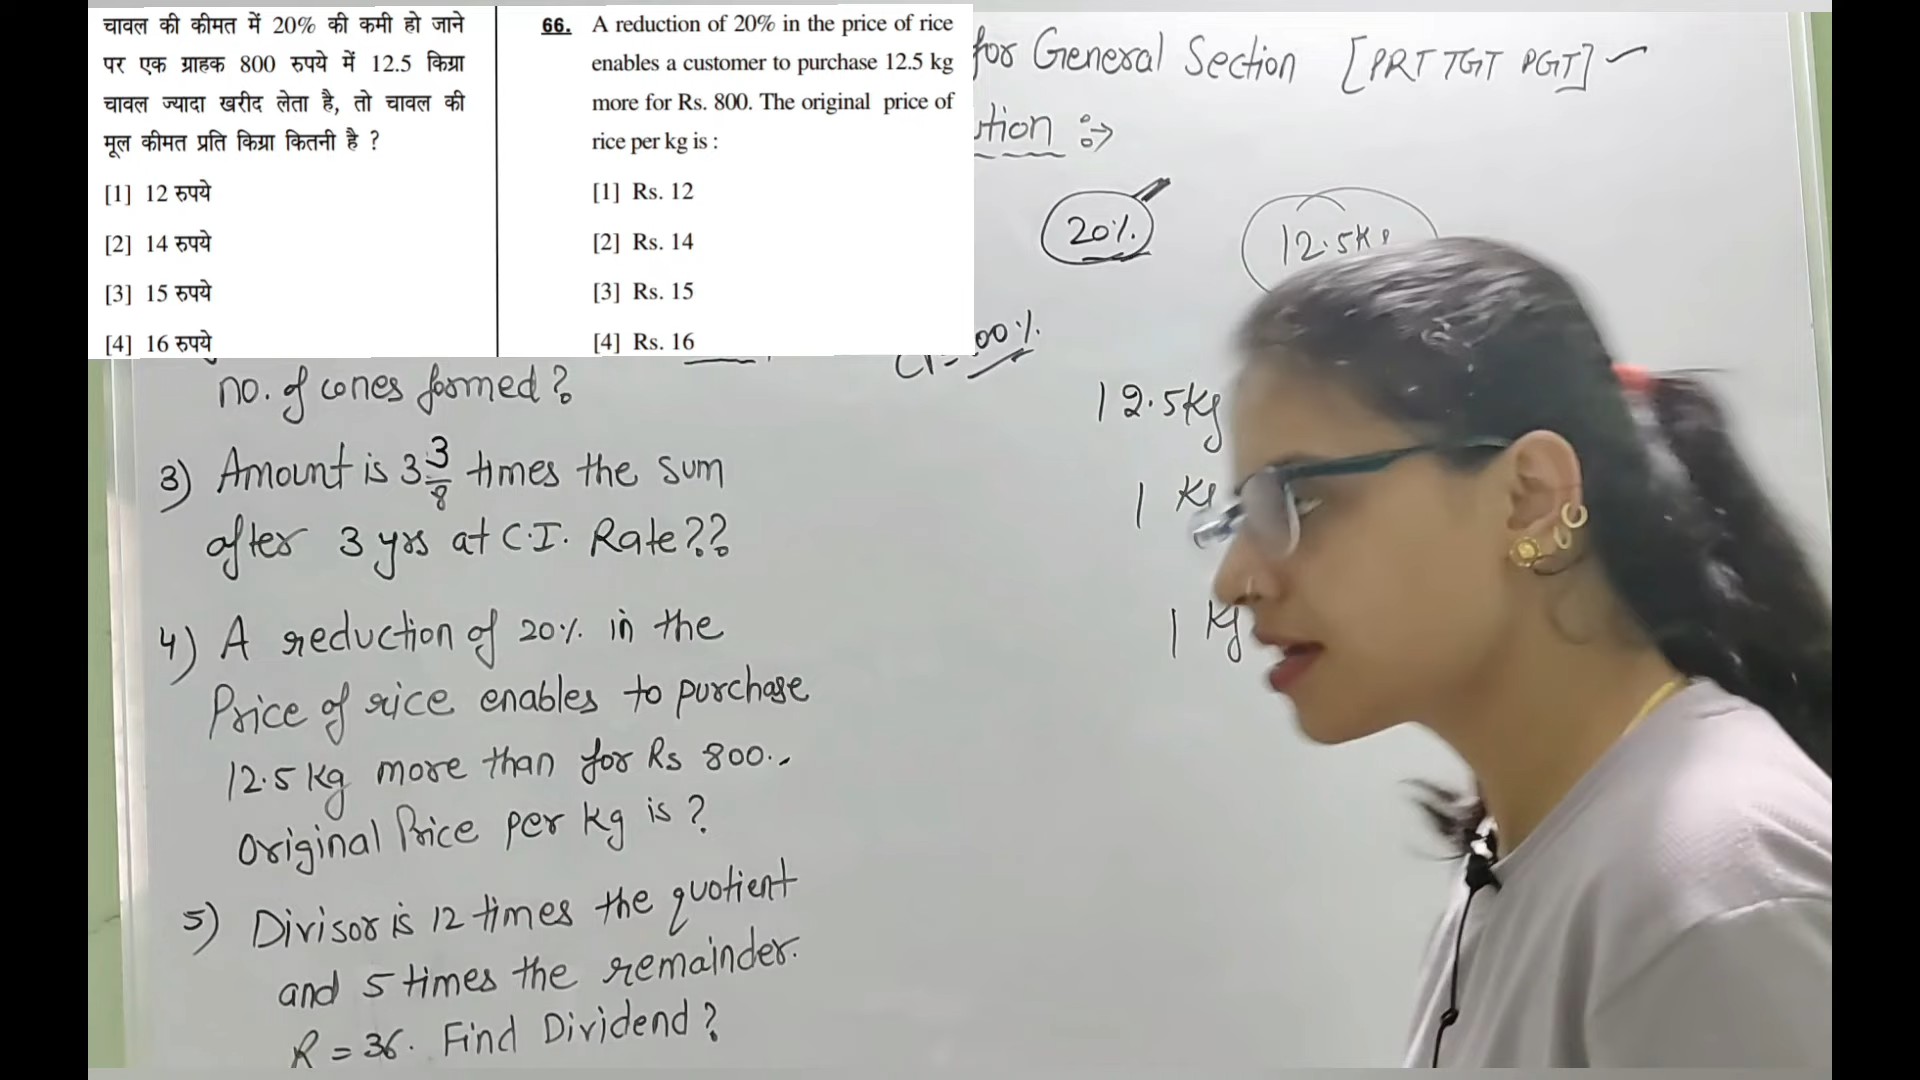 चावल की कीमत में 20% की कमी हो जाने
पर एक ग्राहक 800 रुपये में 12.5 किग्रा
चावल ज्यादा खरीद लेता है, तो चावल की
मूल कीमत प्रति किग्रा कितनी है ?
[1] 12 रुपये
[2] 14 रुपये
[3] 15 रुपये
[4] 16 रुपये
66. A reduction of 20% in the price of rice
enables a customer to purchase 12.5 kg
more for Rs. 800. The original price of
rice per kg is :
[1] Rs. 12
[2] Rs. 14
[3] Rs. 15
[4] Rs. 16
for General Section [PRT TGT PGT]
20%.
12.5K
00%.
12.5kg
1
1 kg
no. of cones formed?
3) Amount is 3 3/8 times the sum
after 3 yrs at C.I. Rate??
4) A reduction of 20% in the
Price of rice enables to purchase
12.5 kg more than for Rs 800..
Original Price per kg is?
5) Divisor is 12 times the quotient
and 5 times the remainder.
R = 36. Find Dividend?